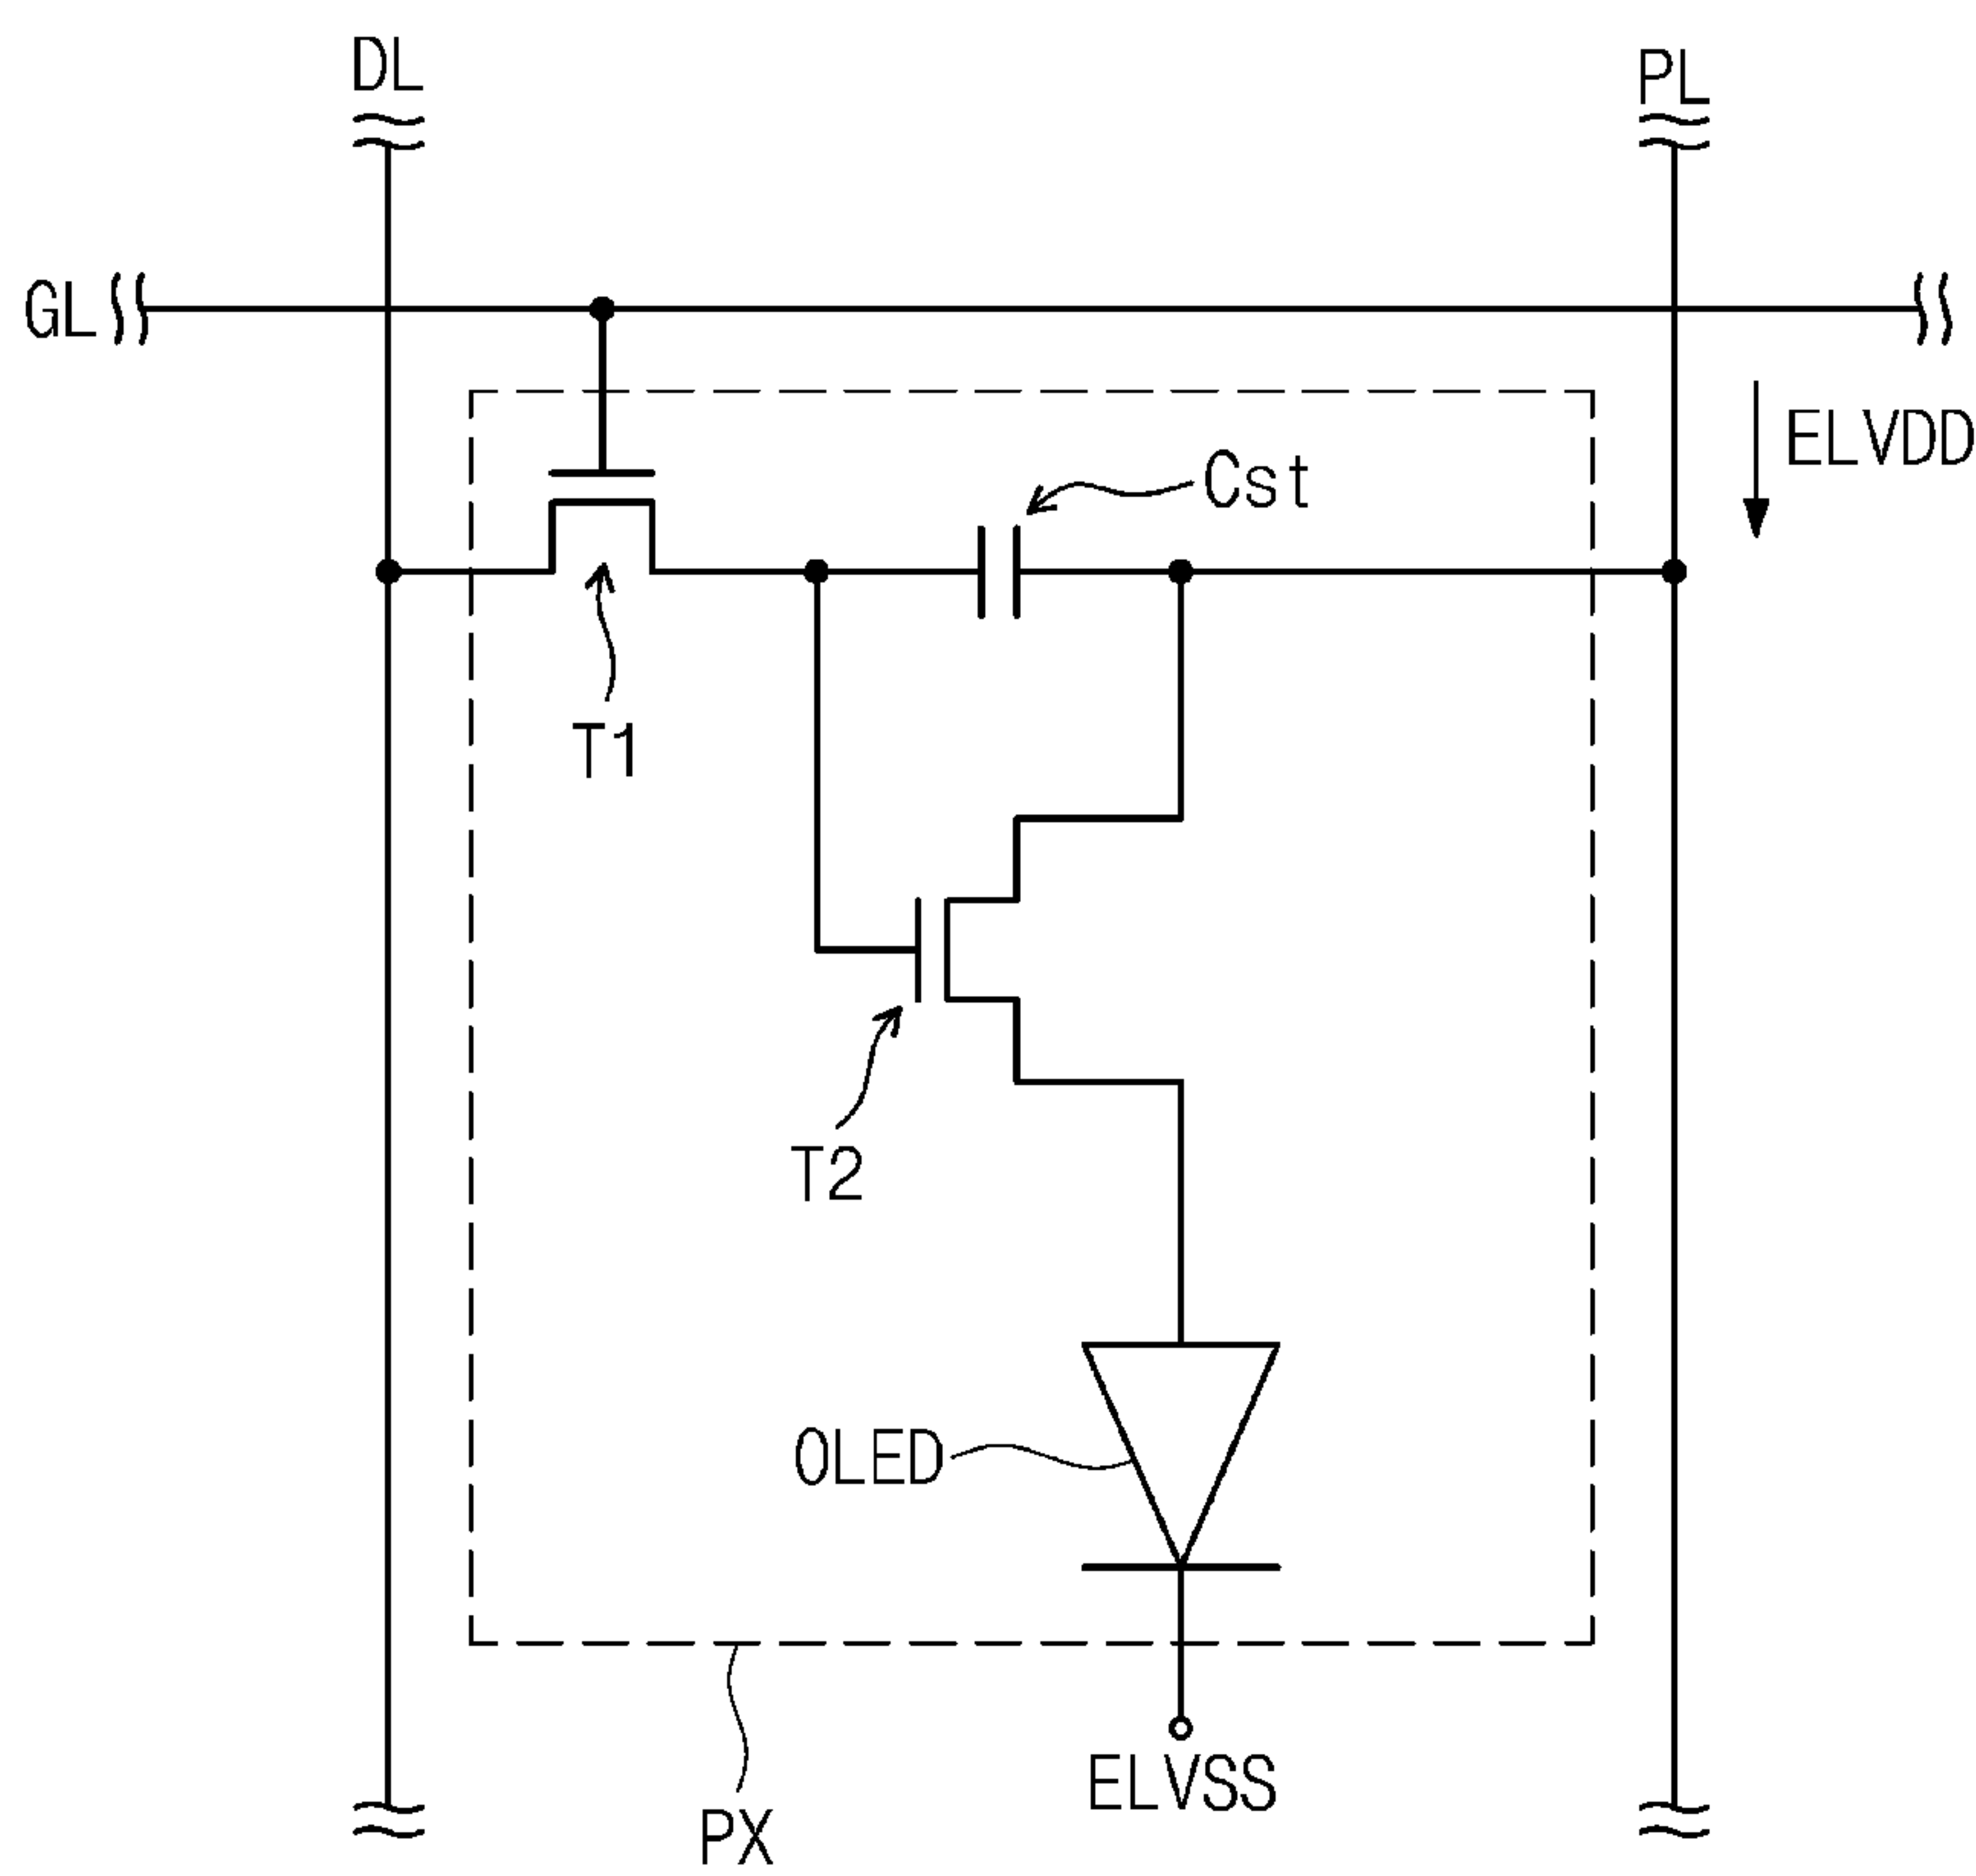 DL
PL
GL
ELVDD
Cst
T1
T2
OLED
ELVSS
PX